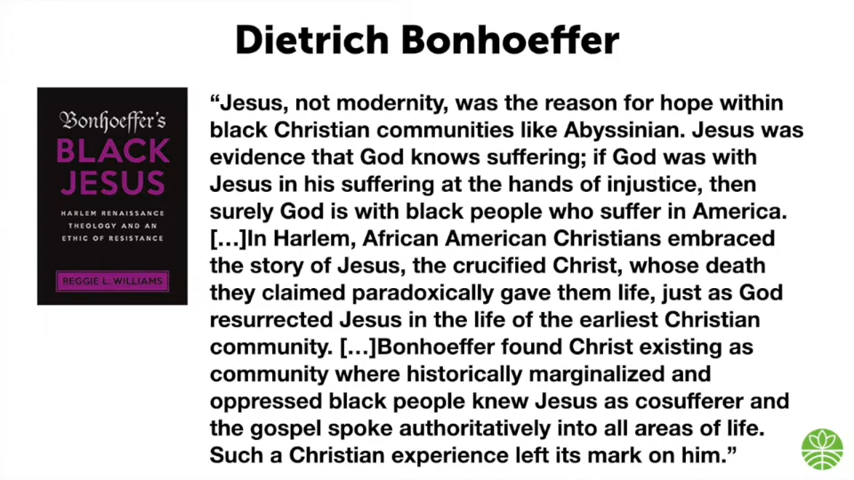 Dietrich Bonhoeffer
Bonhoeffer's
BLACK
JESUS
HARLEM RENAISSANCE
THEOLOGY AND AN
ETHIC OF RESISTANCE
REGGIE L. WILLIAMS
“Jesus, not modernity, was the reason for hope within
black Christian communities like Abyssinian. Jesus was
evidence that God knows suffering; if God was with
Jesus in his suffering at the hands of injustice, then
surely God is with black people who suffer in America.
[…]In Harlem, African American Christians embraced
the story of Jesus, the crucified Christ, whose death
they claimed paradoxically gave them life, just as God
resurrected Jesus in the life of the earliest Christian
community. […]Bonhoeffer found Christ existing as
community where historically marginalized and
oppressed black people knew Jesus as cosufferer and
the gospel spoke authoritatively into all areas of life.
Such a Christian experience left its mark on him.”